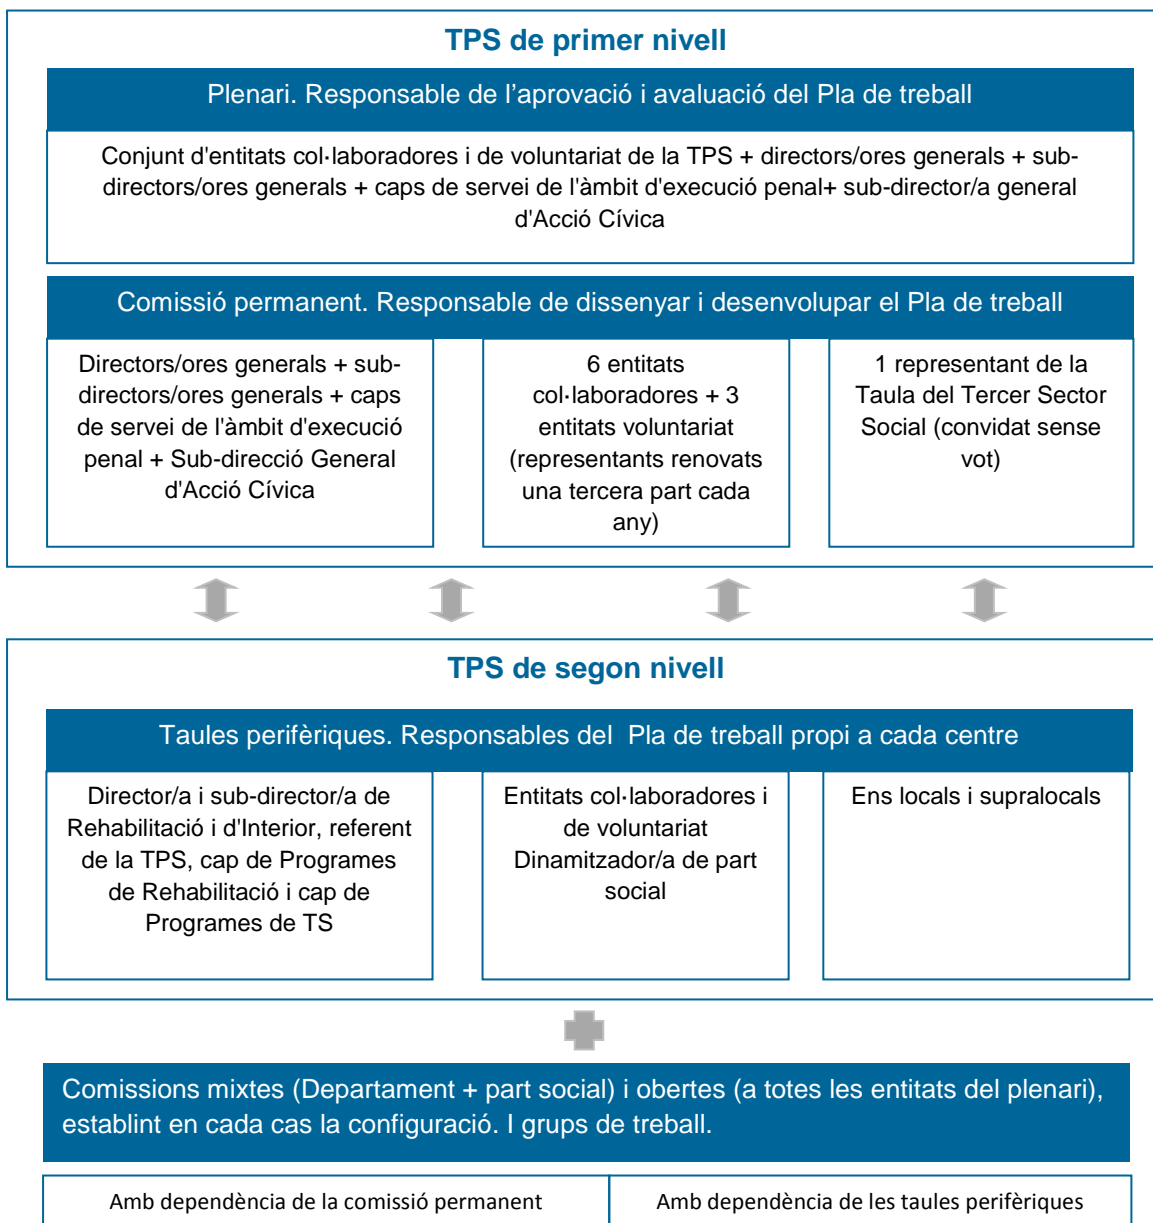 TPS de primer nivell
Plenari. Responsable de l’aprovació i avaluació del Pla de treball
Conjunt d'entitats col·laboradores i de voluntariat de la TPS + directors/ores generals + sub-
directors/ores generals + caps de servei de l'àmbit d'execució penal+ sub-director/a general
d'Acció Cívica
Comissió permanent. Responsable de dissenyar i desenvolupar el Pla de treball
Directors/ores generals + sub-
directors/ores generals + caps
de servei de l'àmbit d'execució
penal + Sub-direcció General
d'Acció Cívica
6 entitats
col·laboradores + 3
entitats voluntariat
(representants renovats
una tercera part cada
any)
1 representant de la
Taula del Tercer Sector
Social (convidat sense
vot)
TPS de segon nivell
Taules perifèriques. Responsables del  Pla de treball propi a cada centre
Director/a i sub-director/a de
Rehabilitació i d'Interior, referent
de la TPS, cap de Programes
de Rehabilitació i cap de
Programes de TS
Entitats col·laboradores i
de voluntariat
Dinamitzador/a de part
social
Ens locals i supralocals
Comissions mixtes (Departament + part social) i obertes (a totes les entitats del plenari),
establint en cada cas la configuració. I grups de treball.
Amb dependència de la comissió permanent
Amb dependència de les taules perifèriques